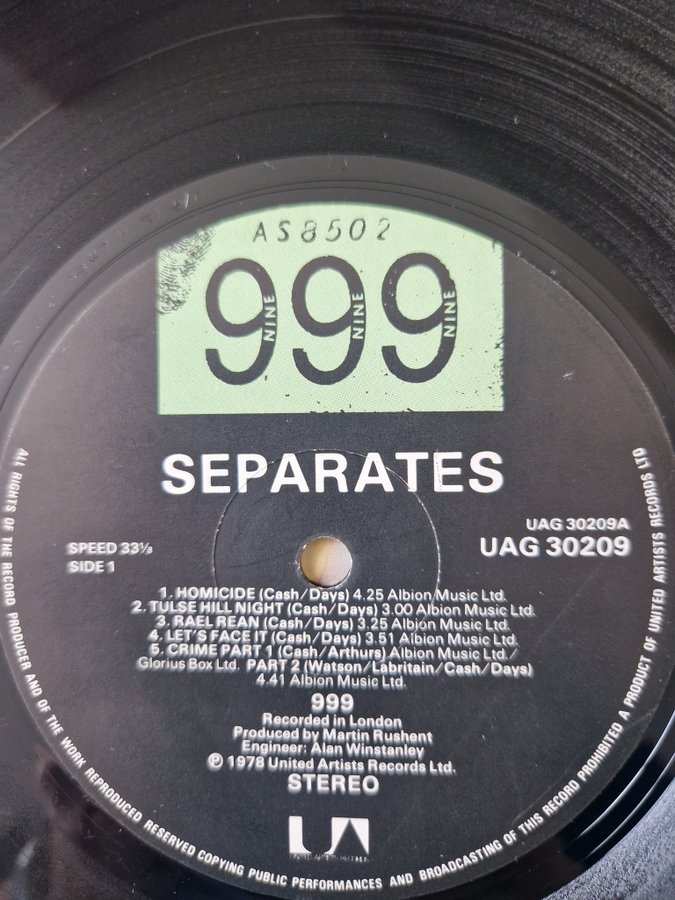 AS8502
999
NINE NINE NINE
SEPARATES
UAG 30209A
SPEED 33⅓ UAG 30209
SIDE 1
1. HOMICIDE (Cash/Days) 4.25 Albion Music Ltd.
2. TULSE HILL NIGHT (Cash/Days) 3.00 Albion Music Ltd.
3. RAEL REAN (Cash/Days) 3.25 Albion Music Ltd.
4. LET'S FACE IT (Cash/Days) 3.51 Albion Music Ltd.
5. CRIME PART 1 (Cash/Arthurs) Albion Music Ltd./
Glorius Box Ltd. PART 2 (Watson/Labritain/Cash/Days)
4.41 Albion Music Ltd.
999
Recorded in London
Produced by Martin Rushent
Engineer: Alan Winstanley
℗ 1978 United Artists Records Ltd.
STEREO
UA
UNITED ARTISTS RECORDS
ALL RIGHTS OF THE RECORD PRODUCER AND OF THE WORK REPRODUCED RESERVED COPYING PUBLIC PERFORMANCES AND BROADCASTING OF THIS RECORD PROHIBITED A PRODUCT OF UNITED ARTISTS RECORDS LTD